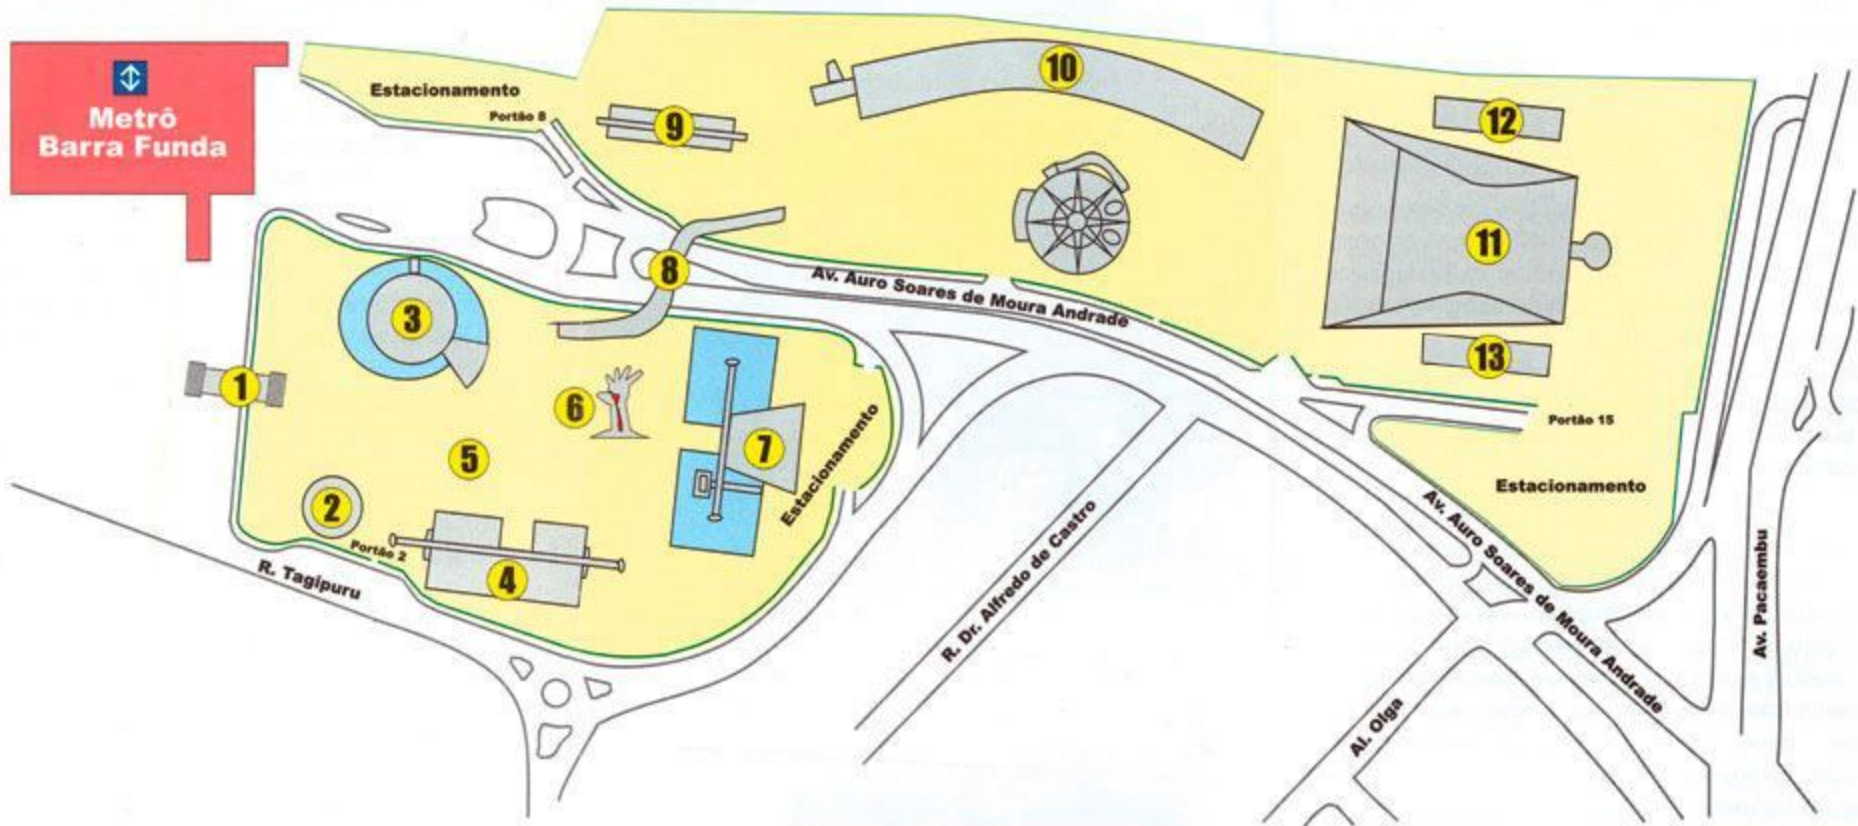 Metrô
Barra Funda
Estacionamento
Portão 8
9
10
12
11
13
8
Av. Auro Soares de Moura Andrade
3
1
6
7
5
2
4
Estacionamento
Portão 2
R. Tagipuru
Portão 15
Estacionamento
R. Dr. Alfredo de Castro
Av. Auro Soares de Moura Andrade
Av. Pacaembu
Al. Olga